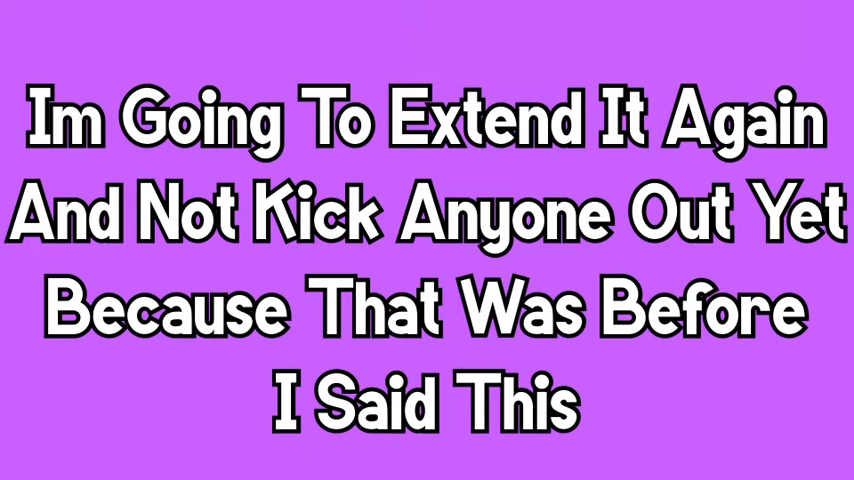 Im Going To Extend It Again
And Not Kick Anyone Out Yet
Because That Was Before
I Said This